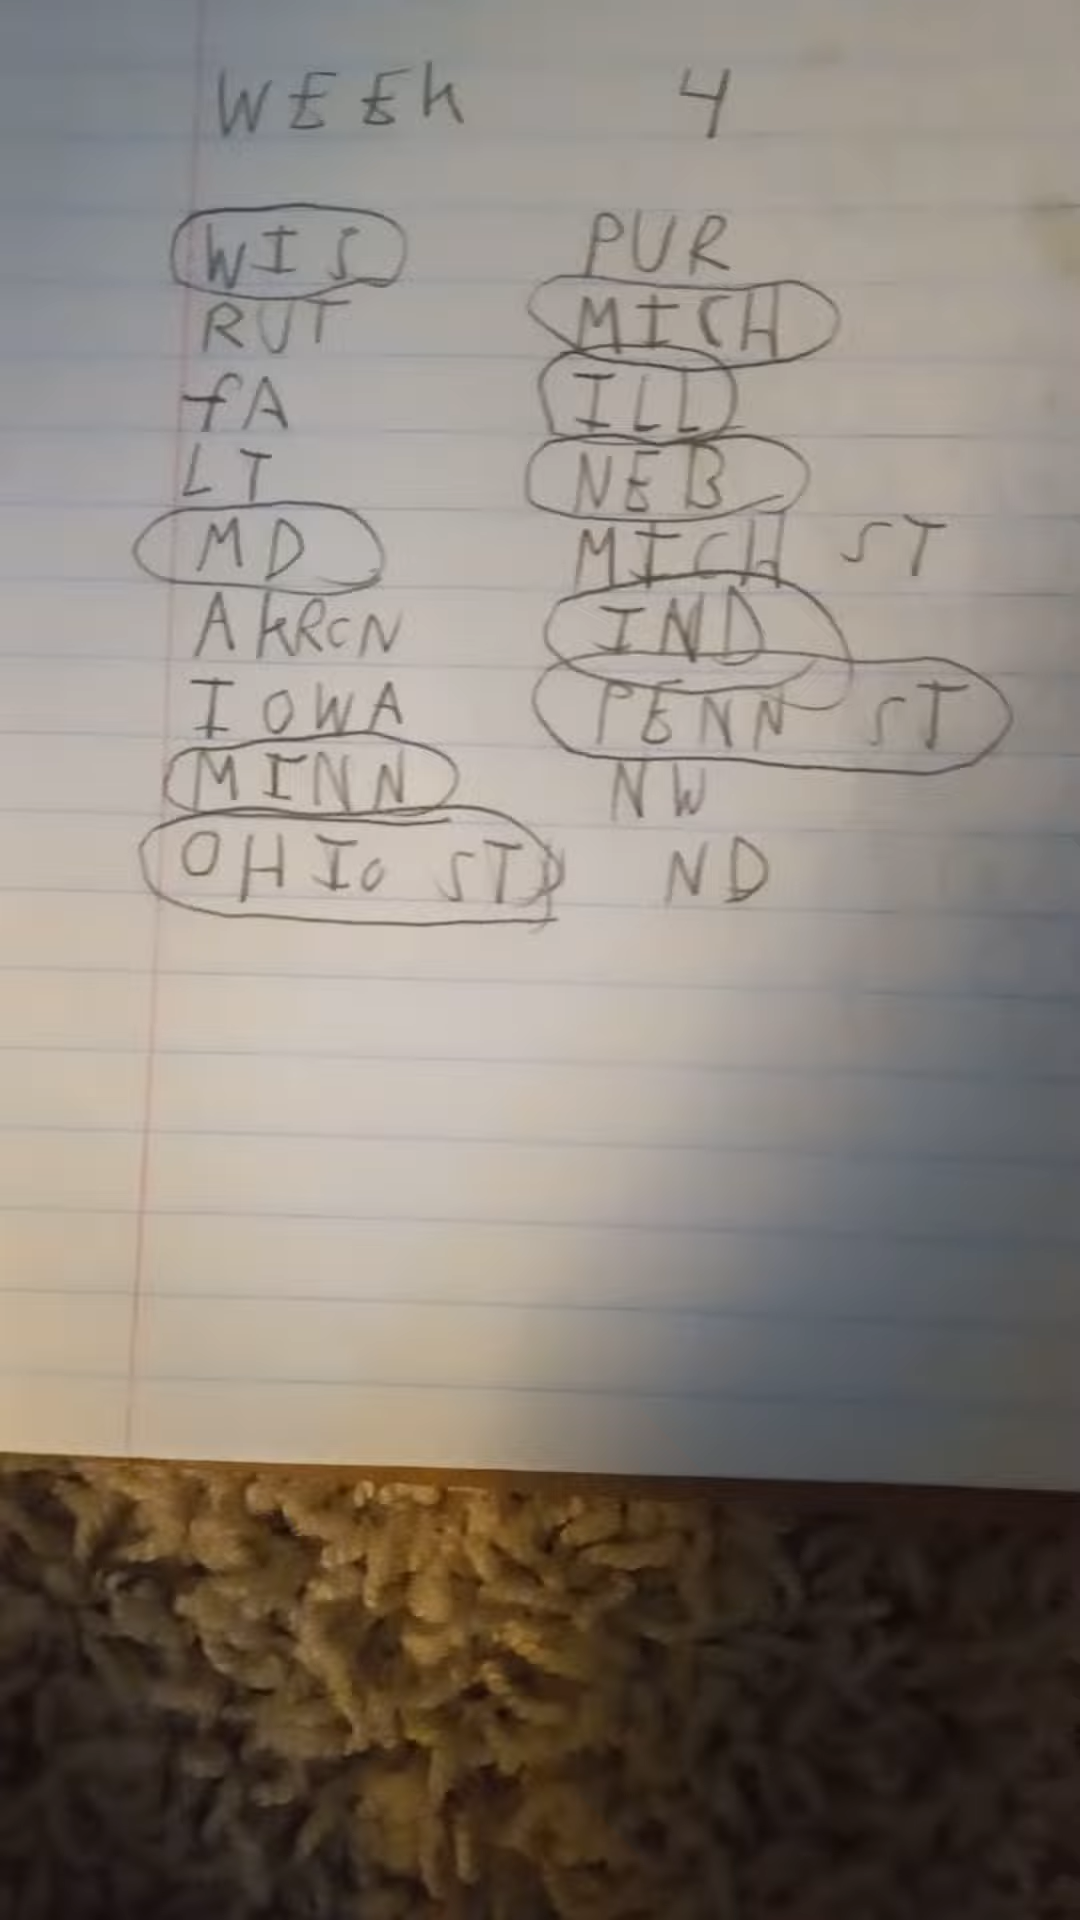 WEEK 4
WIS PUR
RUT MICH
fA ILL
LT NEB
MD MICH ST
AKRON IND
IOWA PENN ST
MINN NW
OHIO ST ND